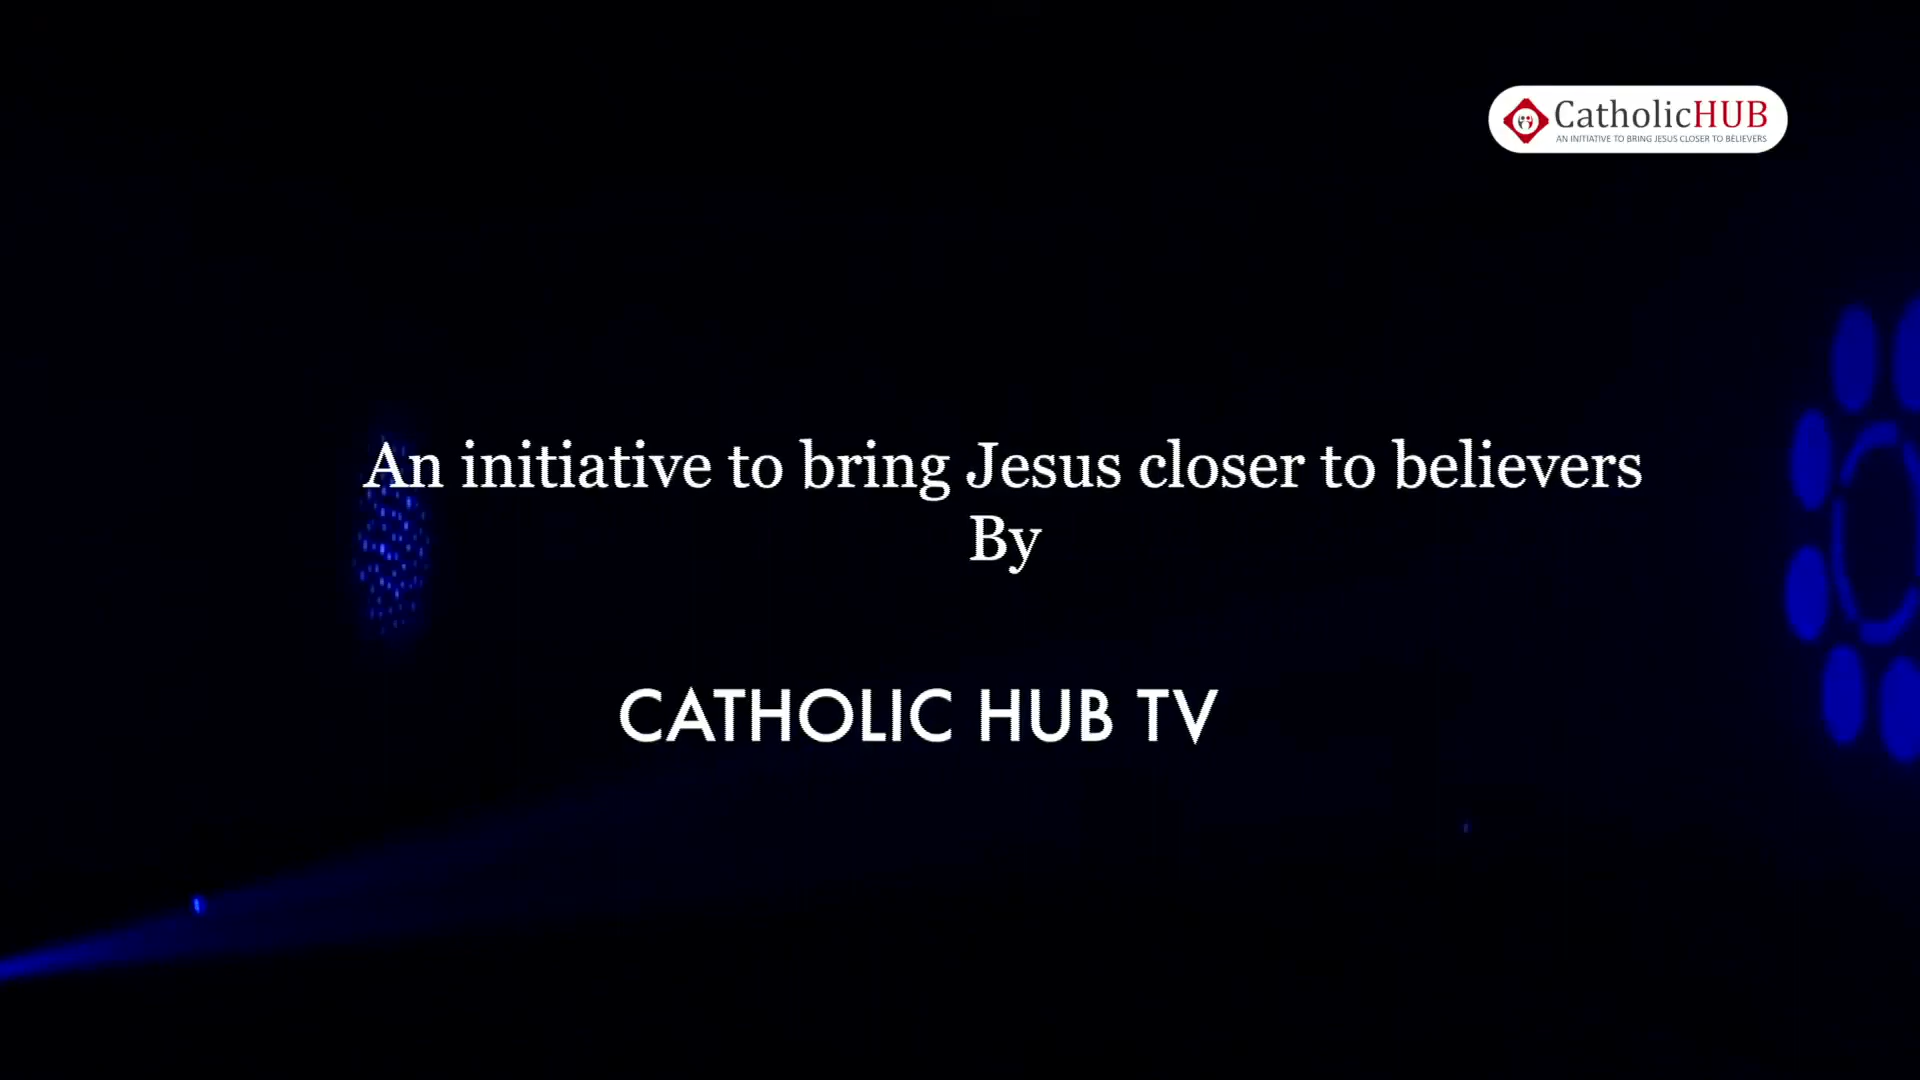 CatholicHUB
AN INITIATIVE TO BRING JESUS CLOSER TO BELIEVERS
An initiative to bring Jesus closer to believers
By
CATHOLIC HUB TV